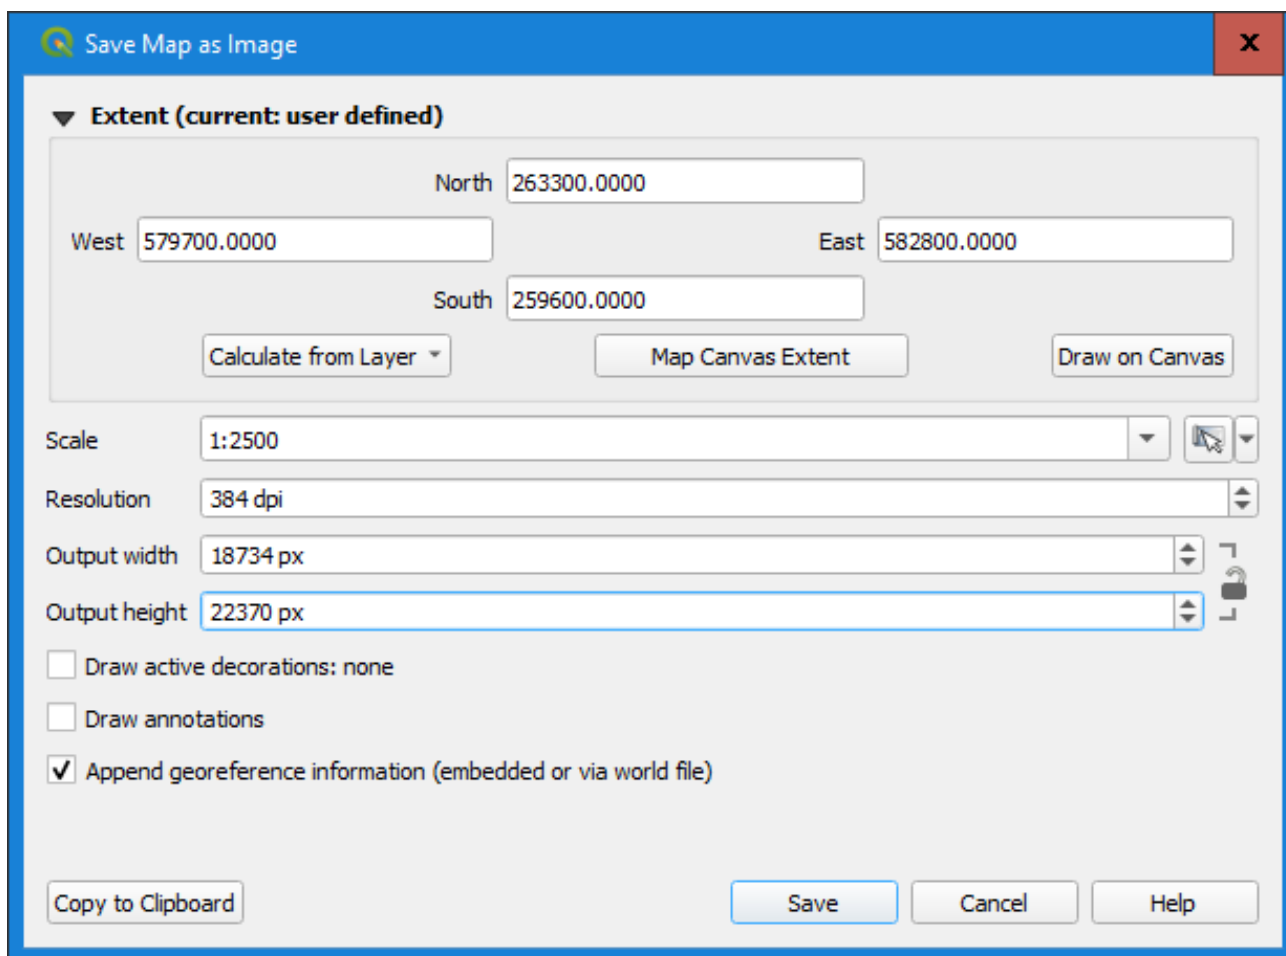 Save Map as Image
x
Extent (current: user defined)
North 263300.0000
West 579700.0000 East 582800.0000
South 259600.0000
Calculate from Layer Map Canvas Extent Draw on Canvas
Scale 1:2500
Resolution 384 dpi
Output width 18734 px
Output height 22370 px
Draw active decorations: none
Draw annotations
Append georeference information (embedded or via world file)
Copy to Clipboard Save Cancel Help